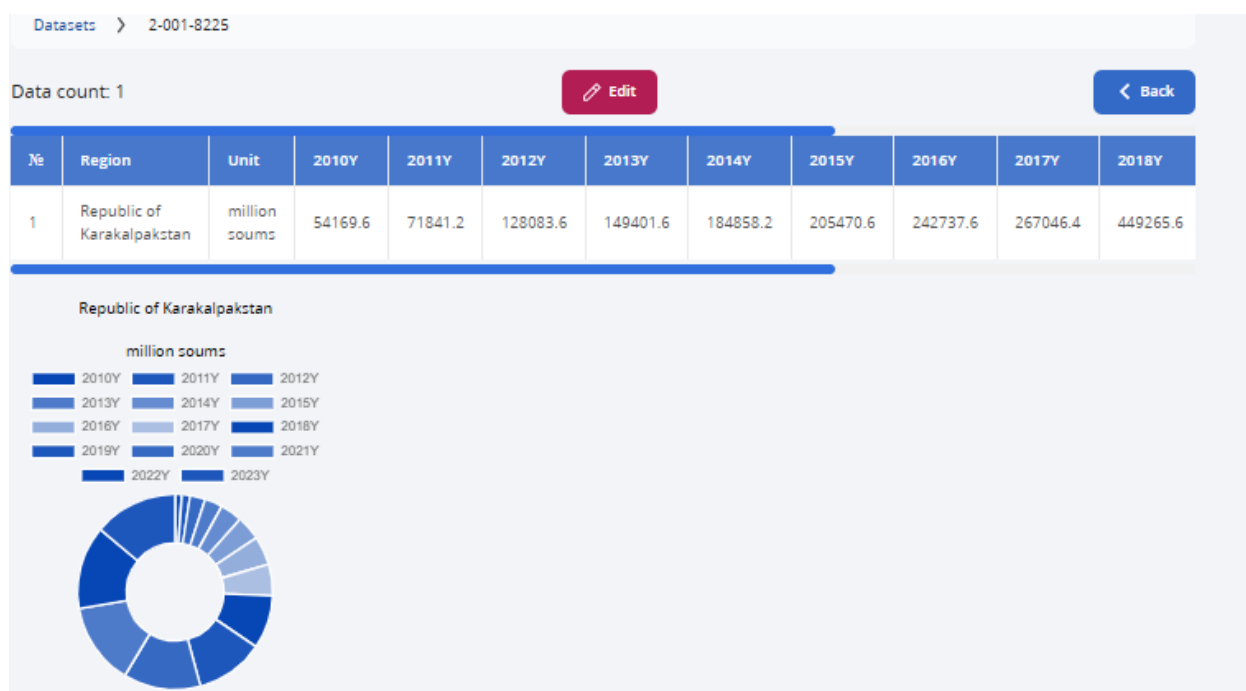 Datasets > 2-001-8225
Data count: 1
Edit
Back
№ Region Unit 2010Y 2011Y 2012Y 2013Y 2014Y 2015Y 2016Y 2017Y 2018Y
1 Republic of Karakalpakstan million soums 54169.6 71841.2 128083.6 149401.6 184858.2 205470.6 242737.6 267046.4 449265.6
Republic of Karakalpakstan
million soums
2010Y 2011Y 2012Y
2013Y 2014Y 2015Y
2016Y 2017Y 2018Y
2019Y 2020Y 2021Y
2022Y 2023Y